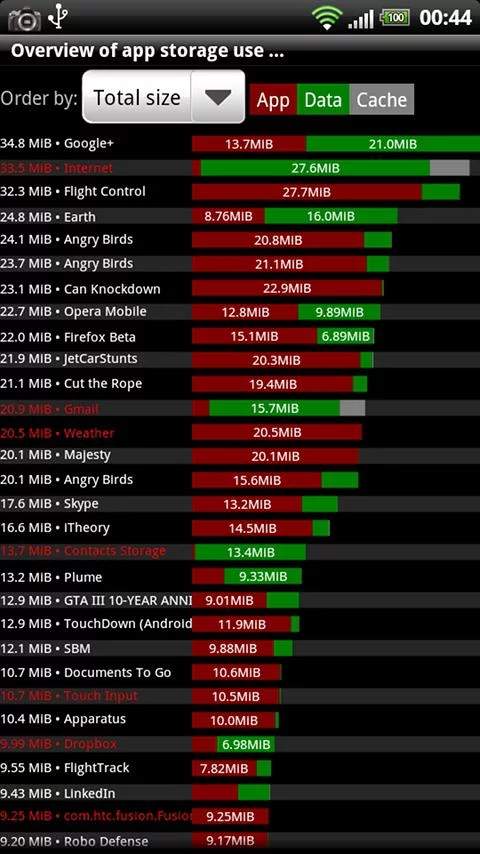 100 00:44
Overview of app storage use ...
Order by: Total size App Data Cache
34.8 MiB • Google+ 13.7MiB 21.0MiB
33.5 MiB • Internet 27.6MiB
32.3 MiB • Flight Control 27.7MiB
24.8 MiB • Earth 8.76MiB 16.0MiB
24.1 MiB • Angry Birds 20.8MiB
23.7 MiB • Angry Birds 21.1MiB
23.1 MiB • Can Knockdown 22.9MiB
22.7 MiB • Opera Mobile 12.8MiB 9.89MiB
22.0 MiB • Firefox Beta 15.1MiB 6.89MiB
21.9 MiB • JetCarStunts 20.3MiB
21.1 MiB • Cut the Rope 19.4MiB
20.9 MiB • Gmail 15.7MiB
20.5 MiB • Weather 20.5MiB
20.1 MiB • Majesty 20.1MiB
20.1 MiB • Angry Birds 15.6MiB
17.6 MiB • Skype 13.2MiB
16.6 MiB • iTheory 14.5MiB
13.7 MiB • Contacts Storage 13.4MiB
13.2 MiB • Plume 9.33MiB
12.9 MiB • GTA III 10-YEAR ANNI 9.01MiB
12.9 MiB • TouchDown (Android 11.9MiB
12.1 MiB • SBM 9.88MiB
10.7 MiB • Documents To Go 10.6MiB
10.7 MiB • Touch Input 10.5MiB
10.4 MiB • Apparatus 10.0MiB
9.99 MiB • Dropbox 6.98MiB
9.55 MiB • FlightTrack 7.82MiB
9.43 MiB • LinkedIn
9.25 MiB • com.htc.fusion.Fusion 9.25MiB
9.20 MiB • Robo Defense 9.17MiB